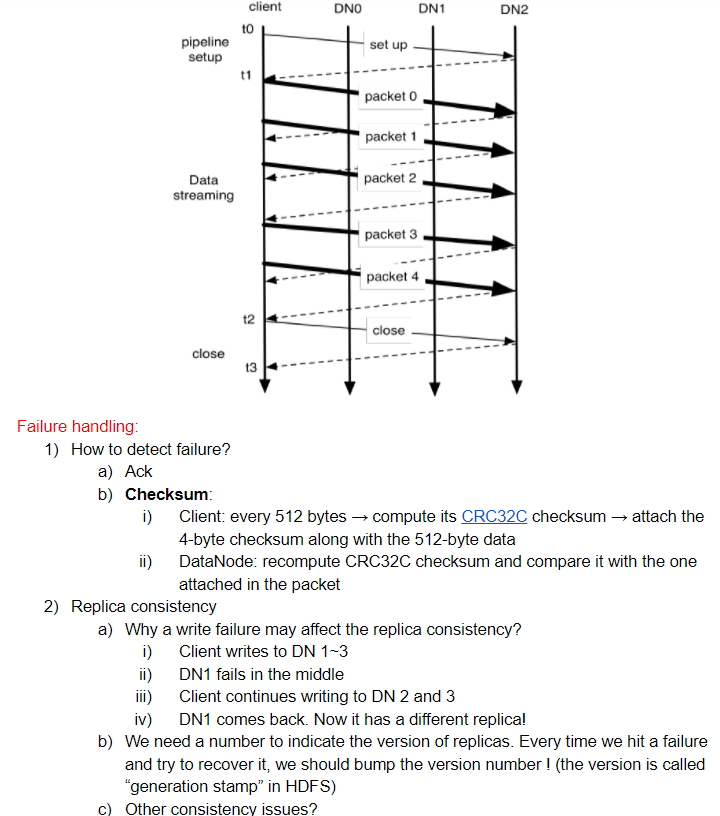 client DN0 DN1 DN2
t0
pipeline
setup
set up
t1
packet 0
packet 1
packet 2
Data
streaming
packet 3
packet 4
t2
close
close
t3
Failure handling:
1) How to detect failure?
a) Ack
b) Checksum:
i) Client: every 512 bytes → compute its CRC32C checksum → attach the
4-byte checksum along with the 512-byte data
ii) DataNode: recompute CRC32C checksum and compare it with the one
attached in the packet
2) Replica consistency
a) Why a write failure may affect the replica consistency?
i) Client writes to DN 1~3
ii) DN1 fails in the middle
iii) Client continues writing to DN 2 and 3
iv) DN1 comes back. Now it has a different replica!
b) We need a number to indicate the version of replicas. Every time we hit a failure
and try to recover it, we should bump the version number ! (the version is called
“generation stamp” in HDFS)
c) Other consistency issues?